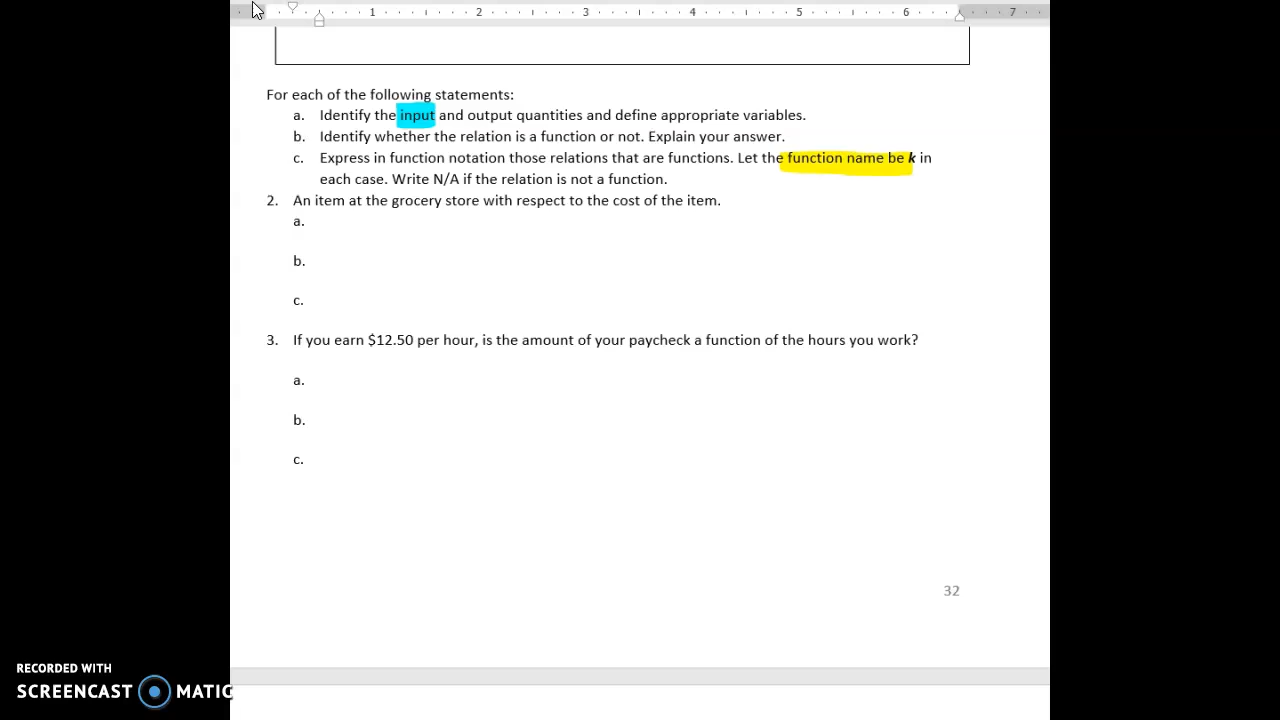 1 2 3 4 5 6 7
For each of the following statements:
a. Identify the input and output quantities and define appropriate variables.
b. Identify whether the relation is a function or not. Explain your answer.
c. Express in function notation those relations that are functions. Let the function name be k in
each case. Write N/A if the relation is not a function.
2. An item at the grocery store with respect to the cost of the item.
a.
b.
c.
3. If you earn $12.50 per hour, is the amount of your paycheck a function of the hours you work?
a.
b.
c.
32
RECORDED WITH
SCREENCAST MATIC